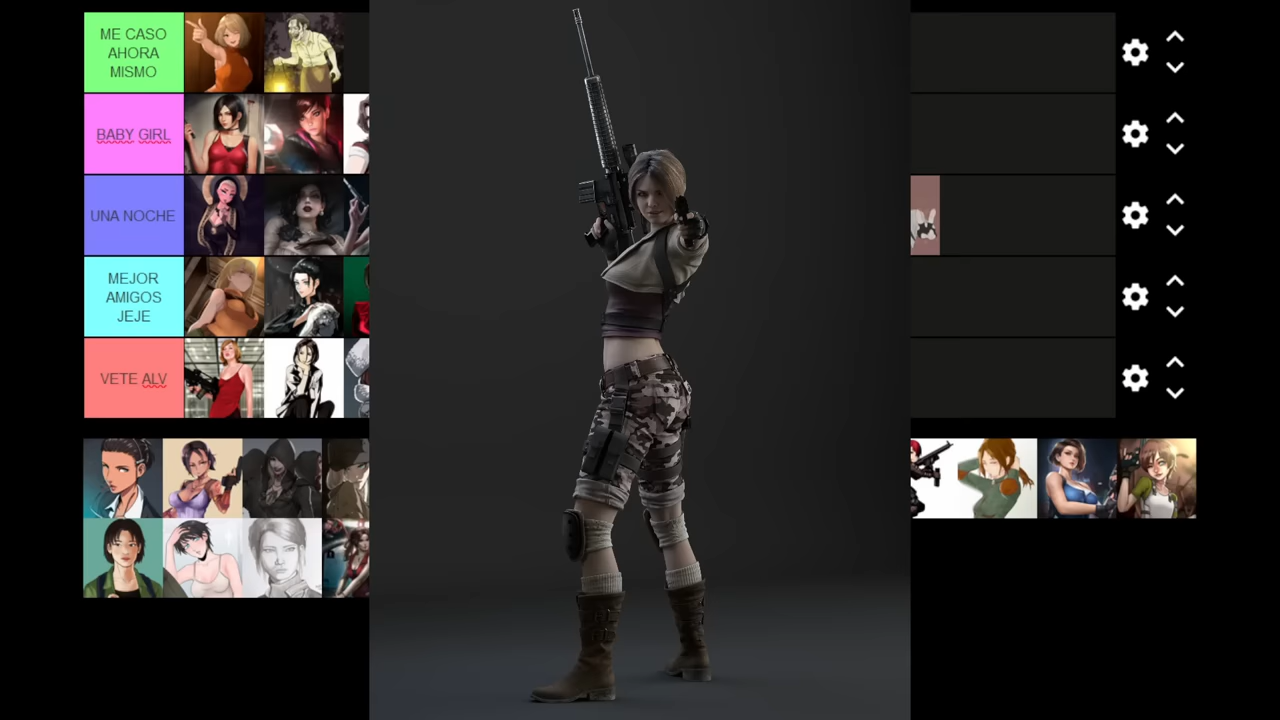 ME CASO
AHORA
MISMO
BABY GIRL
UNA NOCHE
MEJOR
AMIGOS
JEJE
VETE ALV